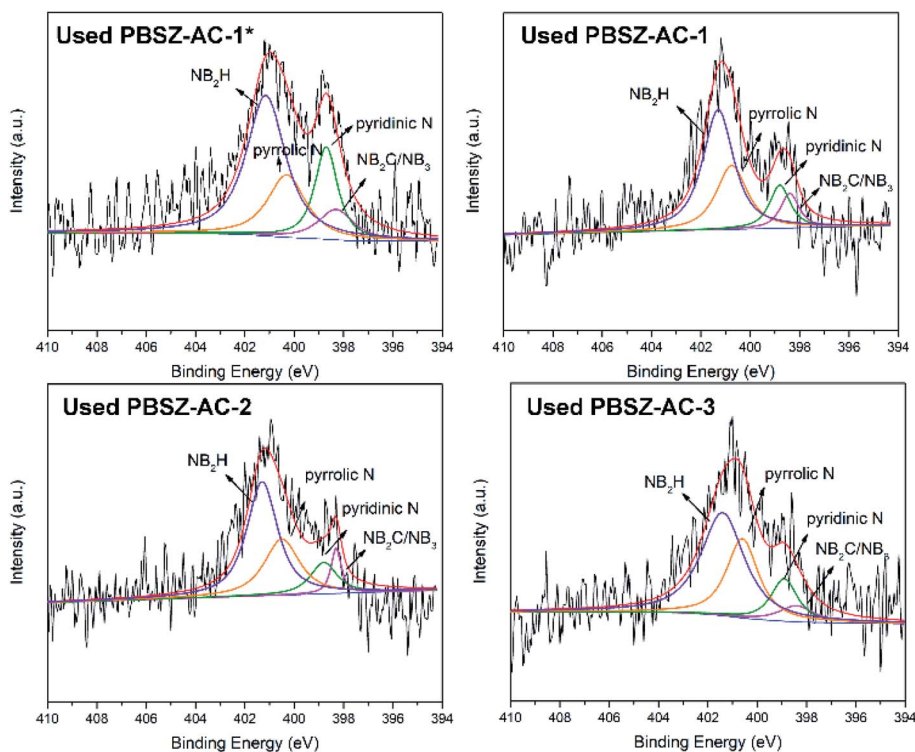 Used PBSZ-AC-1*
NB₂H
pyrrolic N
pyridinic N
NB₂C/NB₃
Intensity (a.u.)
410 408 406 404 402 400 398 396 394
Binding Energy (eV)
Used PBSZ-AC-1
NB₂H
pyrrolic N
pyridinic N
NB₂C/NB₃
Intensity (a.u.)
410 408 406 404 402 400 398 396 394
Binding Energy (eV)
Used PBSZ-AC-2
NB₂H
pyrrolic N
pyridinic N
NB₂C/NB₃
Intensity (a.u.)
410 408 406 404 402 400 398 396 394
Binding Energy (eV)
Used PBSZ-AC-3
NB₂H
pyrrolic N
pyridinic N
NB₂C/NB₃
Intensity (a.u.)
410 408 406 404 402 400 398 396 394
Binding Energy (eV)